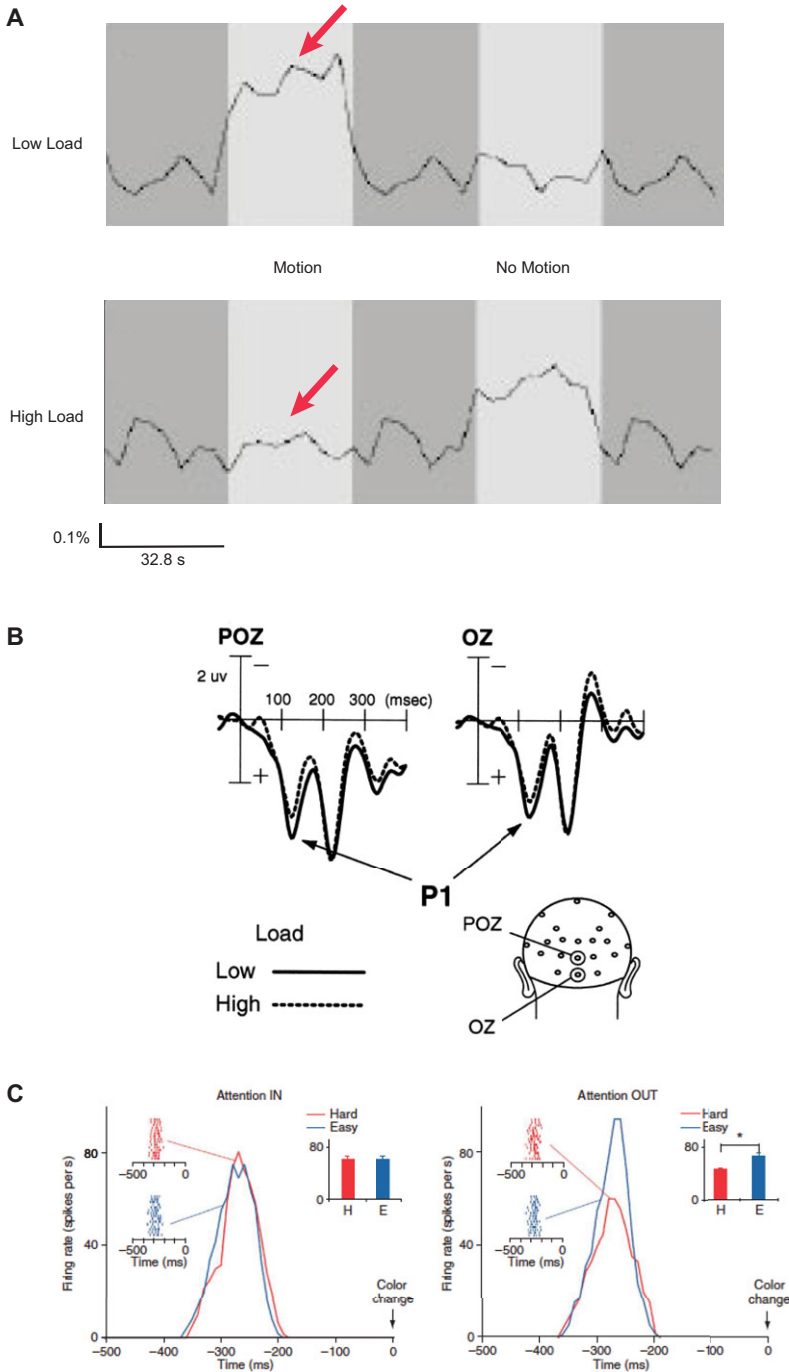 A
Low Load
Motion No Motion
High Load
0.1%
32.8 s
B
POZ OZ
2 uv
−
−
100 200 300 (msec)
+
+
P1
Load
Low
High
POZ
OZ
C
Attention IN
Hard
Easy
80
40
0
Firing rate (spikes per s)
−500 0
−500 0
Time (ms)
80
0
H E
Color
change
−500 −400 −300 −200 −100 0
Time (ms)
Attention OUT
Hard
Easy
80
40
0
Firing rate (spikes per s)
−500 0
−500 0
Time (ms)
*
80
0
H E
Color
change
−500 −400 −300 −200 −100 0
Time (ms)